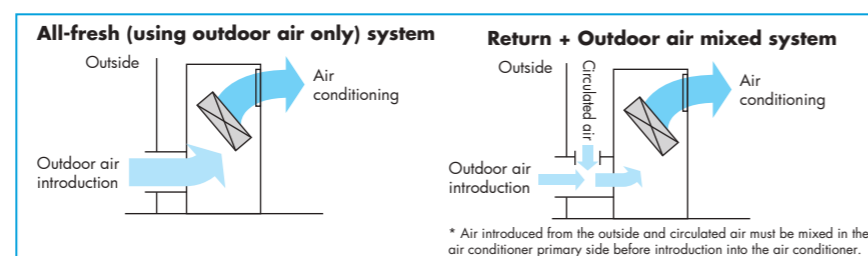 All-fresh (using outdoor air only) system
Outside
Air
conditioning
Outdoor air
introduction
Return + Outdoor air mixed system
Outside
Circulated air
Air
conditioning
Outdoor air
introduction
* Air introduced from the outside and circulated air must be mixed in the
air conditioner primary side before introduction into the air conditioner.